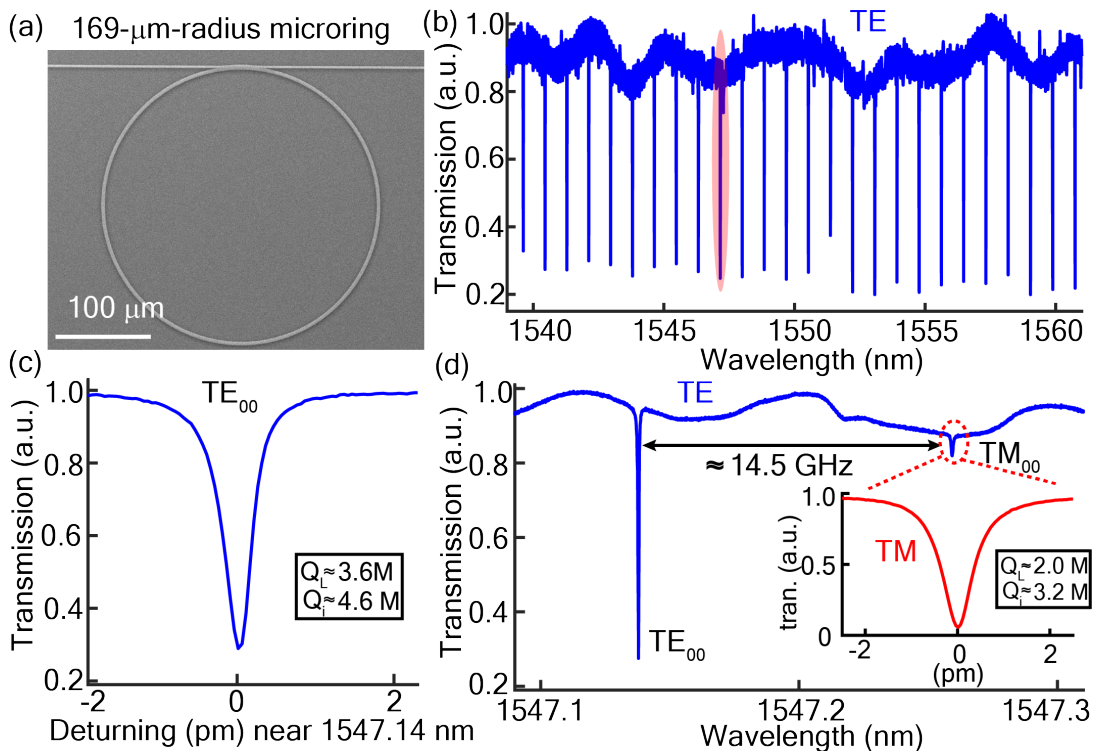 (a)
169-μm-radius microring
100 μm
(b)
TE
Transmission (a.u.)
1.0
0.8
0.6
0.4
0.2
1540
1545
1550
1555
1560
Wavelength (nm)
(c)
TE00
Transmission (a.u.)
1.0
0.8
0.6
0.4
0.2
QL≈3.6M
Qi≈4.6 M
-2
0
2
Deturning (pm) near 1547.14 nm
(d)
TE
Transmission (a.u.)
1.0
0.8
0.6
0.4
0.2
≈ 14.5 GHz
TM00
TE00
1.0
0.5
0
tran. (a.u.)
TM
QL≈2.0 M
Qi≈3.2 M
-2
0
2
(pm)
1547.1
1547.2
1547.3
Wavelength (nm)